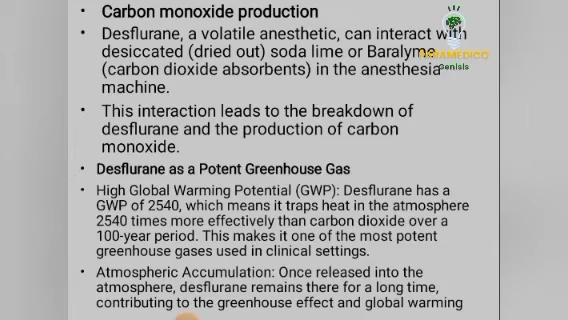 Carbon monoxide production
Desflurane, a volatile anesthetic, can interact with
desiccated (dried out) soda lime or Baralyme
(carbon dioxide absorbents) in the anesthesia
machine.
This interaction leads to the breakdown of
desflurane and the production of carbon
monoxide.
Desflurane as a Potent Greenhouse Gas
High Global Warming Potential (GWP): Desflurane has a
GWP of 2540, which means it traps heat in the atmosphere
2540 times more effectively than carbon dioxide over a
100-year period. This makes it one of the most potent
greenhouse gases used in clinical settings.
Atmospheric Accumulation: Once released into the
atmosphere, desflurane remains there for a long time,
contributing to the greenhouse effect and global warming
PARAMEDICO
Genisis